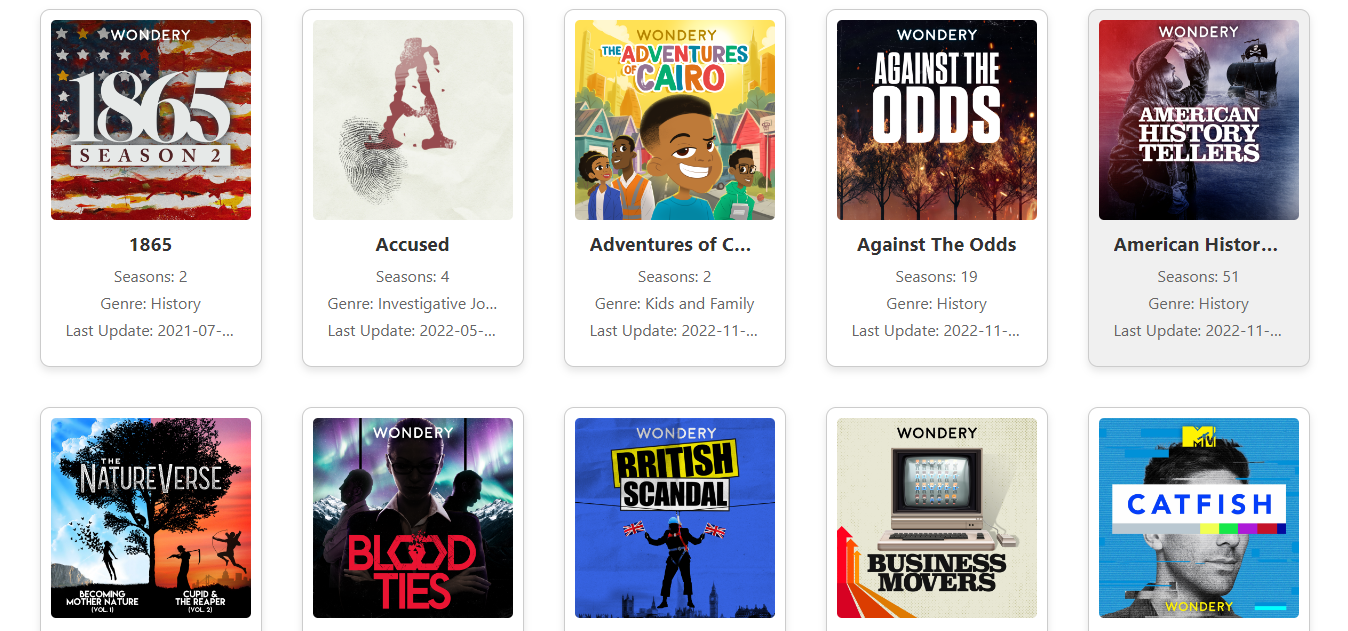 WONDERY
1865
SEASON 2
1865
Seasons: 2
Genre: History
Last Update: 2021-07-...
A
Accused
Seasons: 4
Genre: Investigative Jo...
Last Update: 2022-05-...
WONDERY
THE ADVENTURES
OF CAIRO
Adventures of C...
Seasons: 2
Genre: Kids and Family
Last Update: 2022-11-...
WONDERY
AGAINST THE
ODDS
Against The Odds
Seasons: 19
Genre: History
Last Update: 2022-11-...
WONDERY
AMERICAN
HISTORY
TELLERS
American Histor...
Seasons: 51
Genre: History
Last Update: 2022-11-...
THE
NATUREVERSE
BECOMING
MOTHER NATURE
(VOL. 1)
CUPID &
THE REAPER
(VOL. 2)
WONDERY
BLOOD
TIES
WONDERY
BRITISH
SCANDAL
WONDERY
BUSINESS
MOVERS
MTV
CATFISH
WONDERY